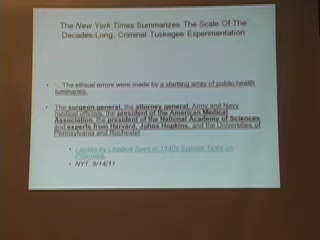 The New York Times Summarizes The Scale Of The
Decades-Long, Criminal Tuskegee Experimentation
• "...The ethical errors were made by a starting array of public health
luminaries.
• The surgeon general, the attorney general, Army and Navy
medical officials, the president of the American Medical
Association, the president of the National Academy of Sciences
and experts from Harvard, Johns Hopkins, and the Universities of
Pennsylvania and Rochester
• Lapses by Leaders Seen in 1940s Syphilis Tests on
Prisoners,
• NYT, 9/14/11